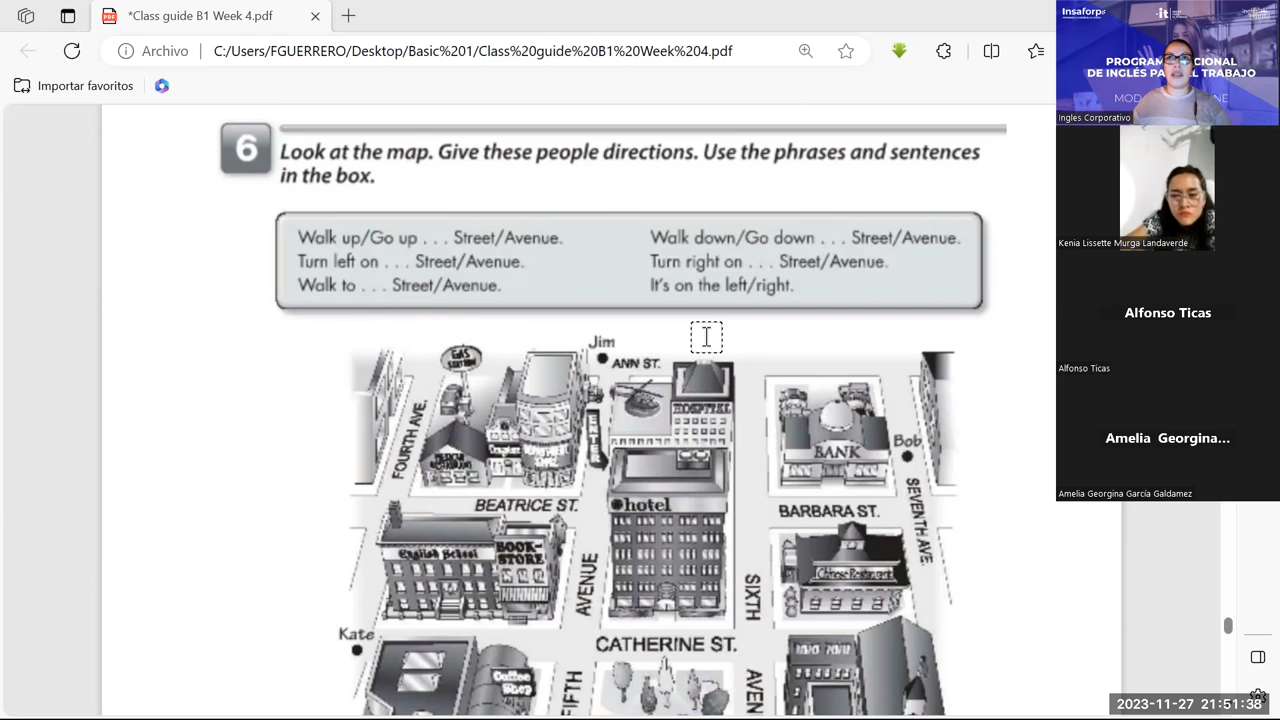 *Class guide B1 Week 4.pdf
Archivo
C:/Users/FGUERRERO/Desktop/Basic%201/Class%20guide%20B1%20Week%204.pdf
Importar favoritos
6
Look at the map. Give these people directions. Use the phrases and sentences
in the box.
Walk up/Go up . . . Street/Avenue.
Walk down/Go down . . . Street/Avenue.
Turn left on . . . Street/Avenue.
Turn right on . . . Street/Avenue.
Walk to . . . Street/Avenue.
It's on the left/right.
Jim
ANN ST.
GAS
HOSPITAL
FOURTH AVE.
BANK
Bob
BEATRICE ST.
hotel
BARBARA ST.
SEVENTH AVE.
English School
BOOK-
STORE
Chinese Restaurant
AVENUE
SIXTH
Kate
CATHERINE ST.
Coffee
Shop
FIFTH
AVEN
Insaforp
it
DE INGLÉS PA
L TRABAJO
Ingles Corporativo
Kenia Lissette Murga Landaverde
Alfonso Ticas
Alfonso Ticas
Amelia Georgina...
Amelia Georgina García Galdamez
2023-11-27 21:51:38